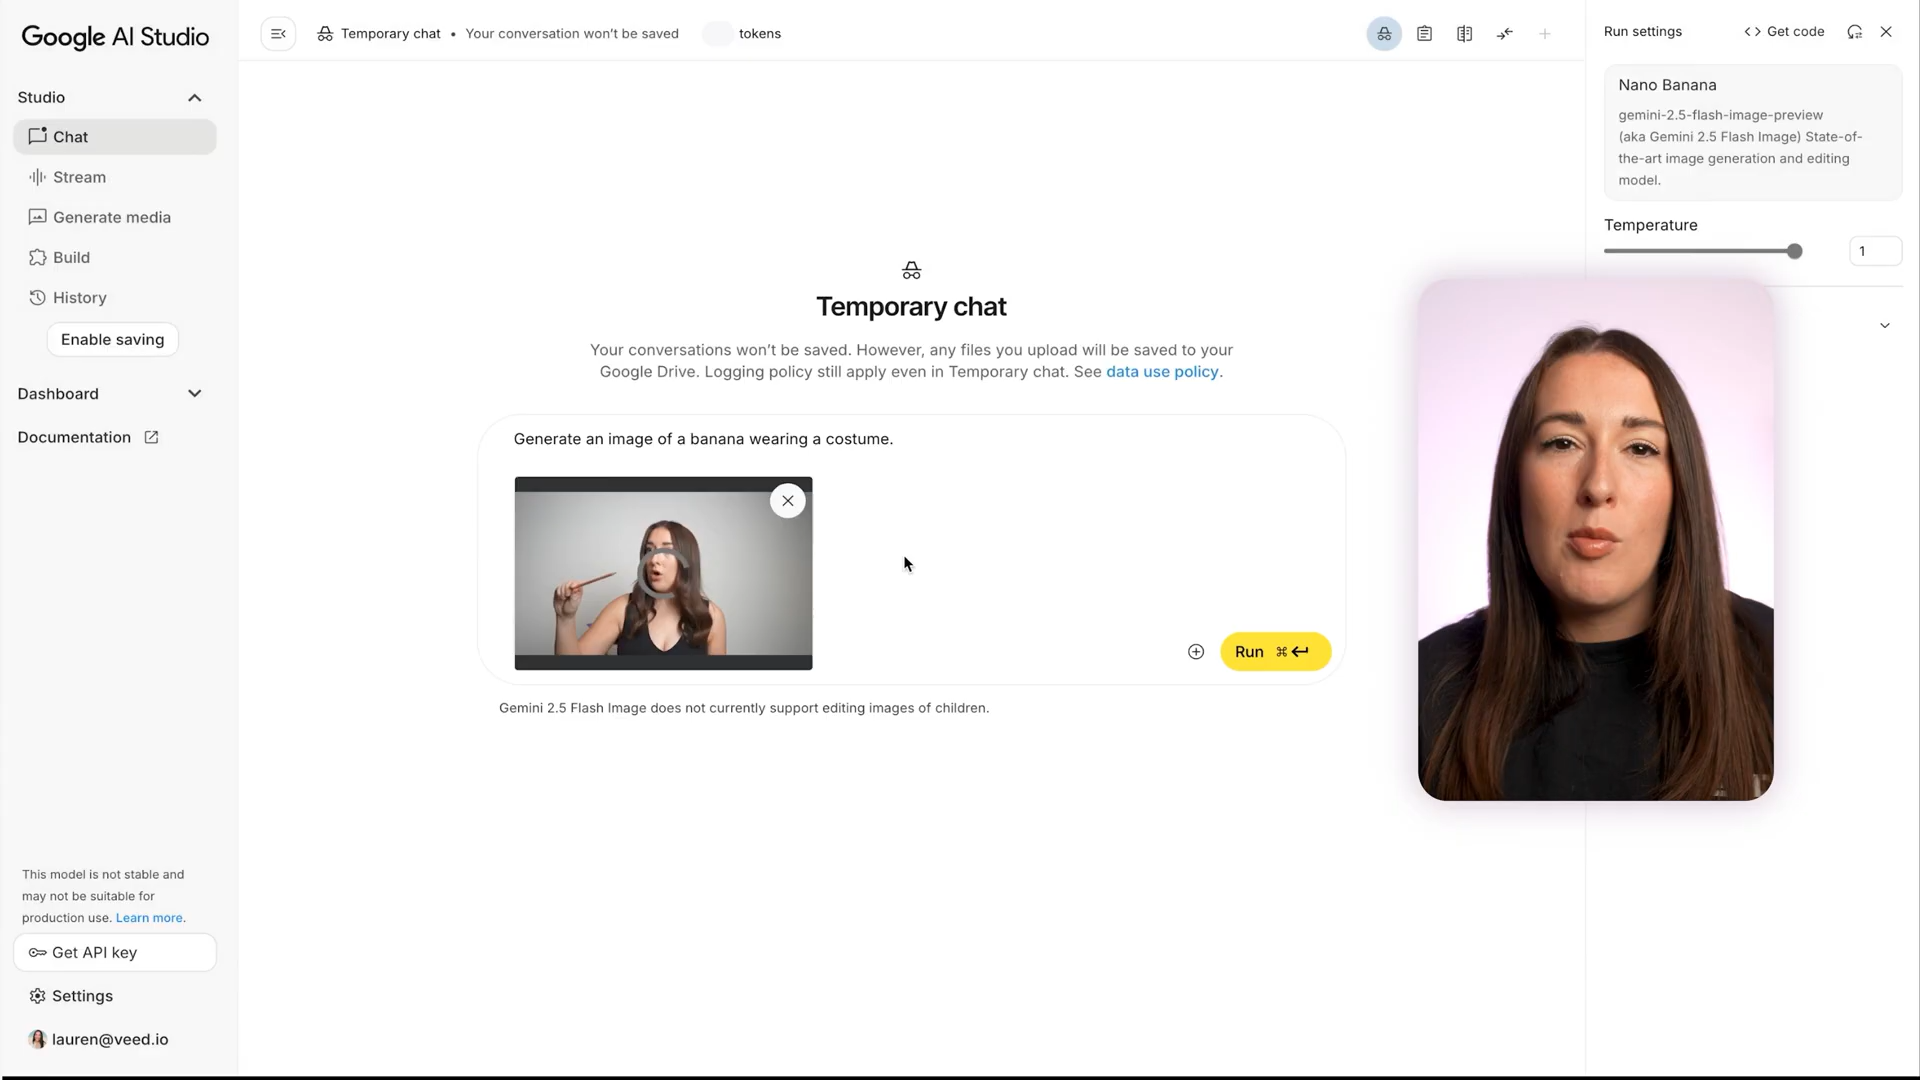 Google AI Studio
Studio
Chat
Stream
Generate media
Build
History
Enable saving
Dashboard
Documentation
This model is not stable and
may not be suitable for
production use. Learn more.
Get API key
Settings
lauren@veed.io
Temporary chat • Your conversation won't be saved tokens
Temporary chat
Your conversations won't be saved. However, any files you upload will be saved to your
Google Drive. Logging policy still apply even in Temporary chat. See data use policy.
Generate an image of a banana wearing a costume.
Run ⌘ ↵
Gemini 2.5 Flash Image does not currently support editing images of children.
Run settings
<> Get code
Nano Banana
gemini-2.5-flash-image-preview
(aka Gemini 2.5 Flash Image) State-of-
the-art image generation and editing
model.
Temperature
1